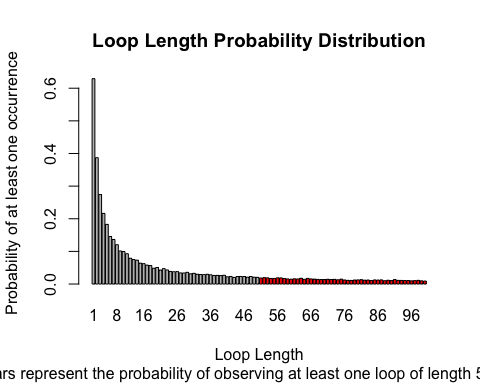 Loop Length Probability Distribution
Probability of at least one occurrence
0.6
0.4
0.2
0.0
1 8 16 26 36 46 56 66 76 86 96
Loop Length
represent the probability of observing at least one loop of length